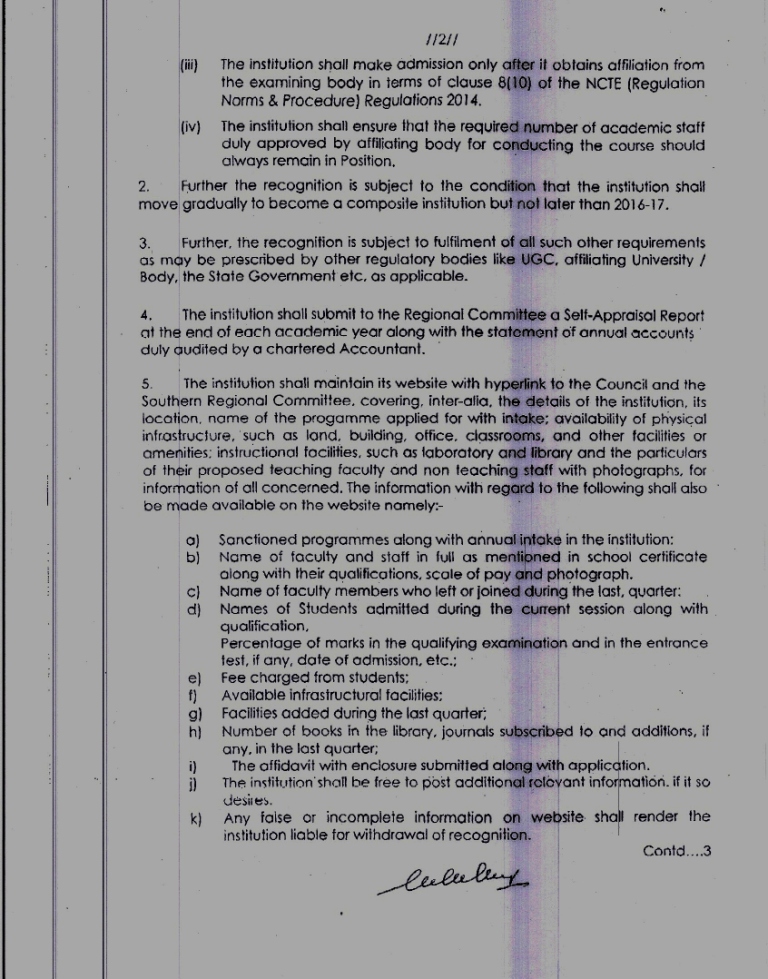 //2//
(iii) The institution shall make admission only after it obtains affiliation from
the examining body in terms of clause 8(10) of the NCTE (Regulation
Norms & Procedure) Regulations 2014.
(iv) The institution shall ensure that the required number of academic staff
duly approved by affiliating body for conducting the course should
always remain in Position.
2. Further the recognition is subject to the condition that the institution shall
move gradually to become a composite institution but not later than 2016-17.
3. Further, the recognition is subject to fulfilment of all such other requirements
as may be prescribed by other regulatory bodies like UGC, affiliating University /
Body, the State Government etc, as applicable.
4. The institution shall submit to the Regional Committee a Self-Appraisal Report
at the end of each academic year along with the statement of annual accounts
duly audited by a chartered Accountant.
5. The institution shall maintain its website with hyperlink to the Council and the
Southern Regional Committee, covering, inter-alia, the details of the institution, its
location, name of the progamme applied for with intake; availability of physical
infrastructure, such as land, building, office, classrooms, and other facilities or
amenities; instructional facilities, such as laboratory and library and the particulars
of their proposed teaching faculty and non teaching staff with photographs, for
information of all concerned. The information with regard to the following shall also
be made available on the website namely:-
a) Sanctioned programmes along with annual intake in the institution:
b) Name of faculty and staff in full as mentioned in school certificate
along with their qualifications, scale of pay and photograph.
c) Name of faculty members who left or joined during the last, quarter:
d) Names of Students admitted during the current session along with
qualification,
Percentage of marks in the qualifying examination and in the entrance
test, if any, date of admission, etc.;
e) Fee charged from students;
f) Available infrastructural facilities;
g) Facilities added during the last quarter;
h) Number of books in the library, journals subscribed to and additions, if
any, in the last quarter;
i) The affidavit with enclosure submitted along with application.
j) The institution shall be free to post additional relevant information. if it so
desires.
k) Any false or incomplete information on website shall render the
institution liable for withdrawal of recognition.
Contd....3